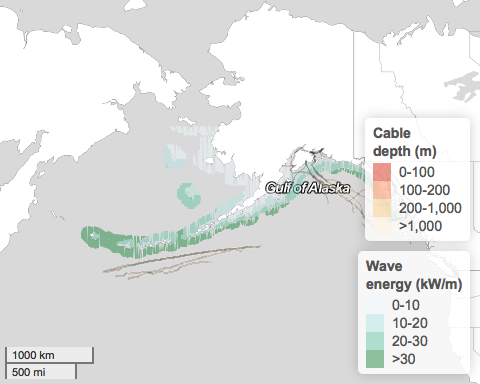 Gulf of Alaska
Cable
depth (m)
0-100
100-200
200-1,000
>1,000
Wave
energy (kW/m)
0-10
10-20
20-30
>30
1000 km
500 mi